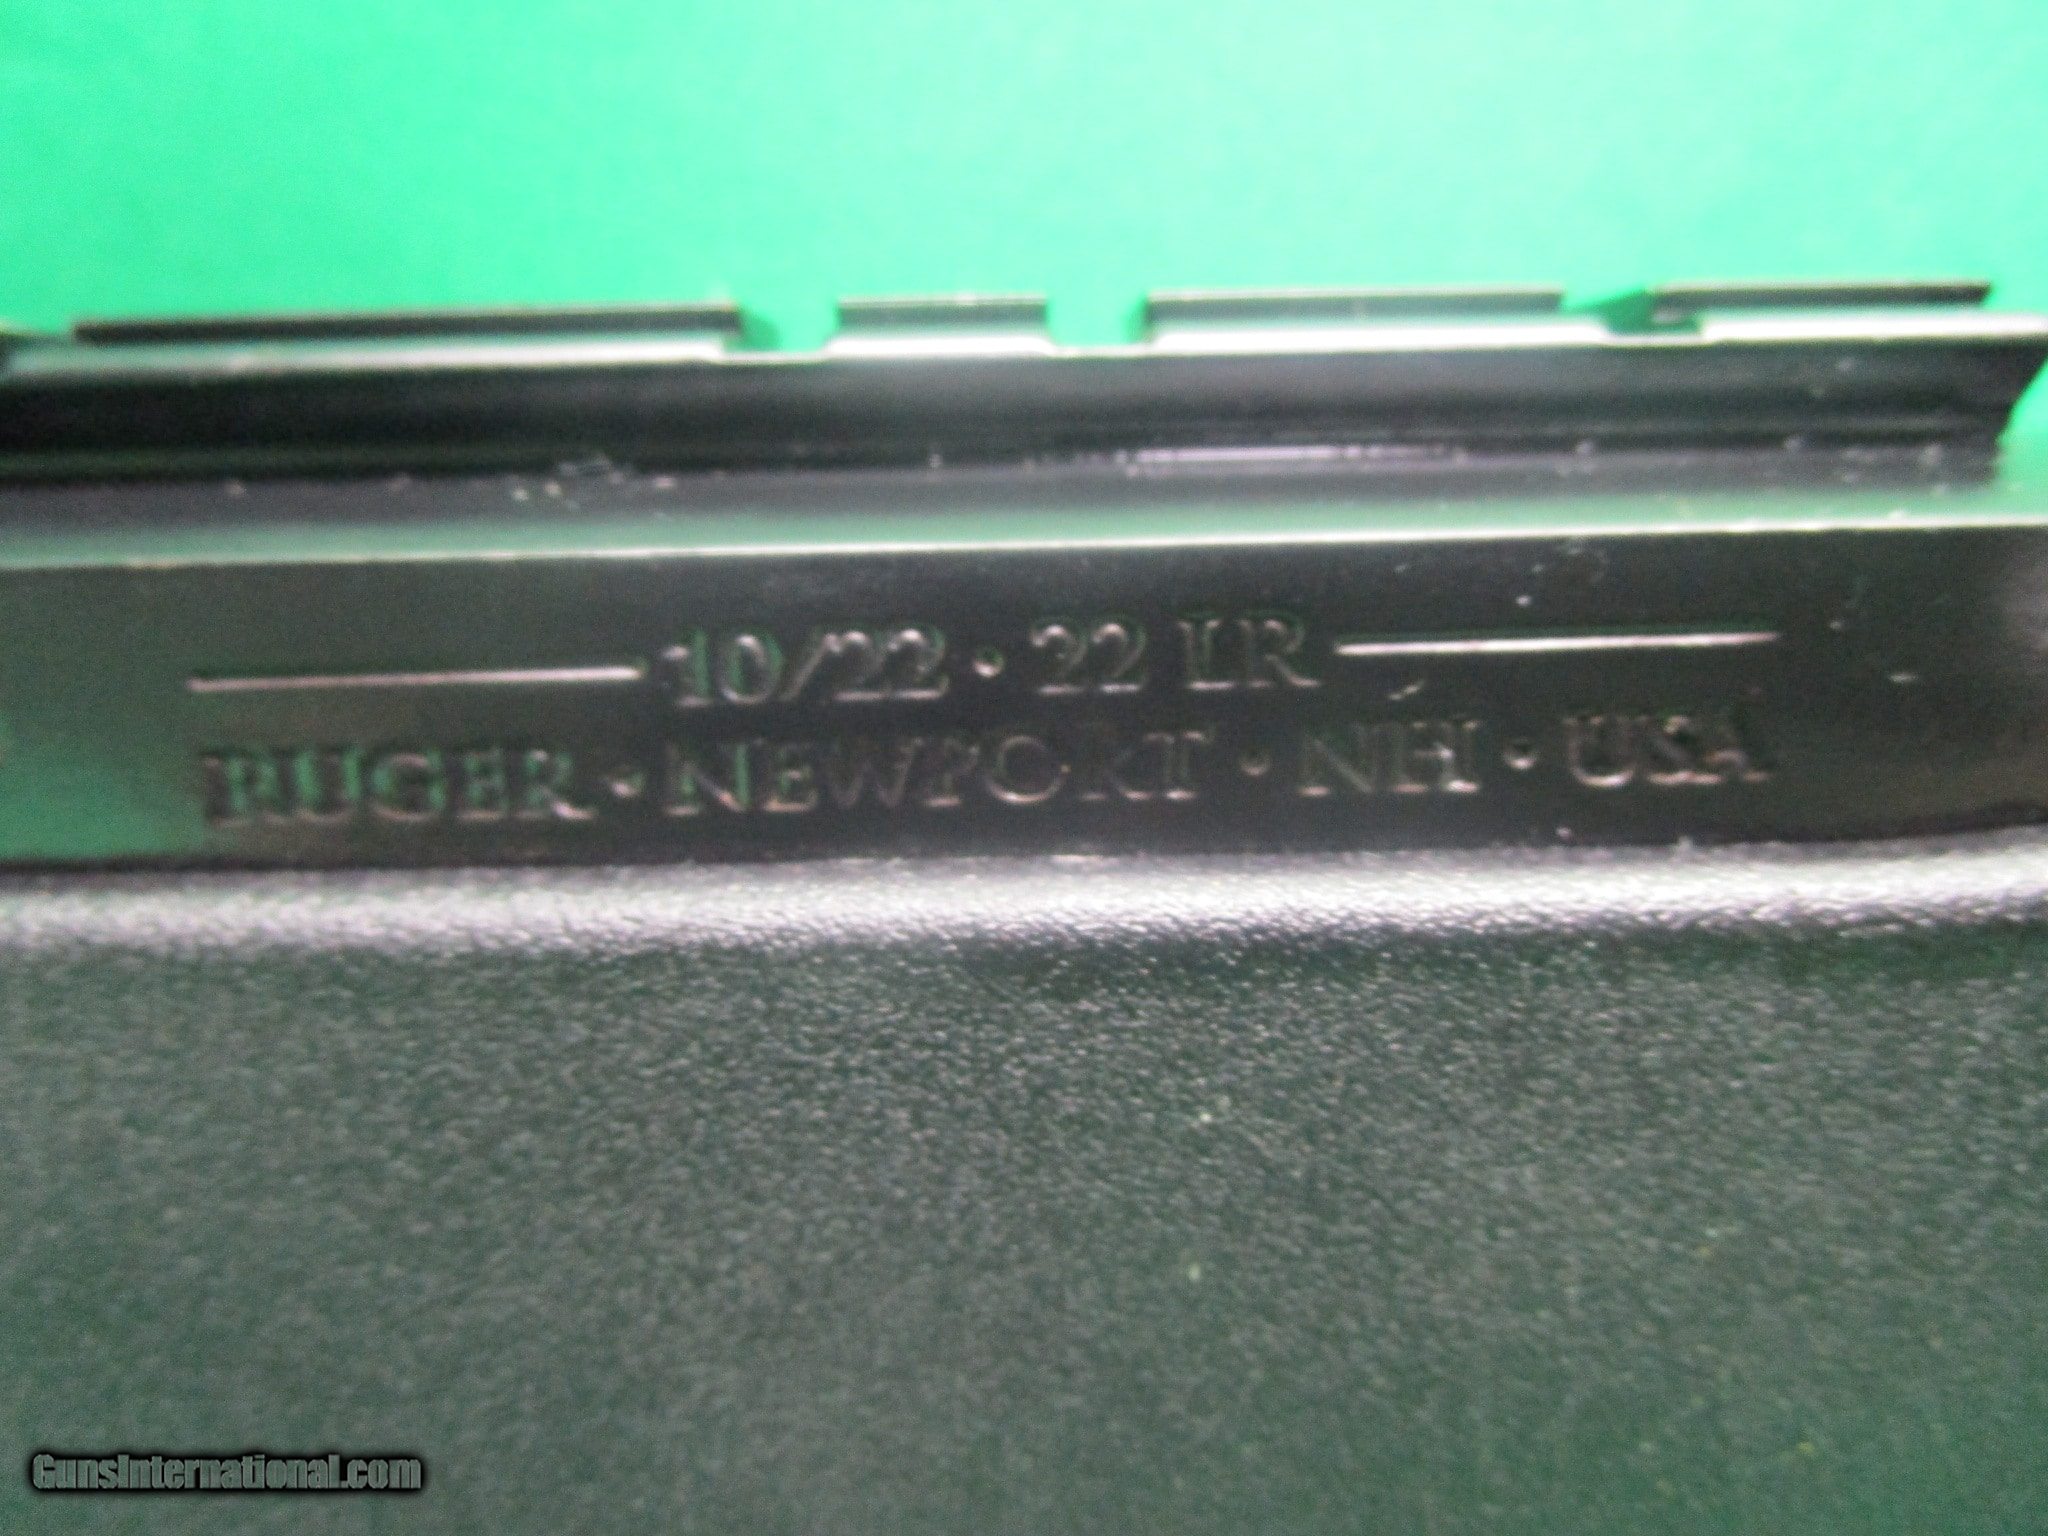 10/22 · 22 LR
RUGER · NEWPORT · NH · USA
GunsInternational.com